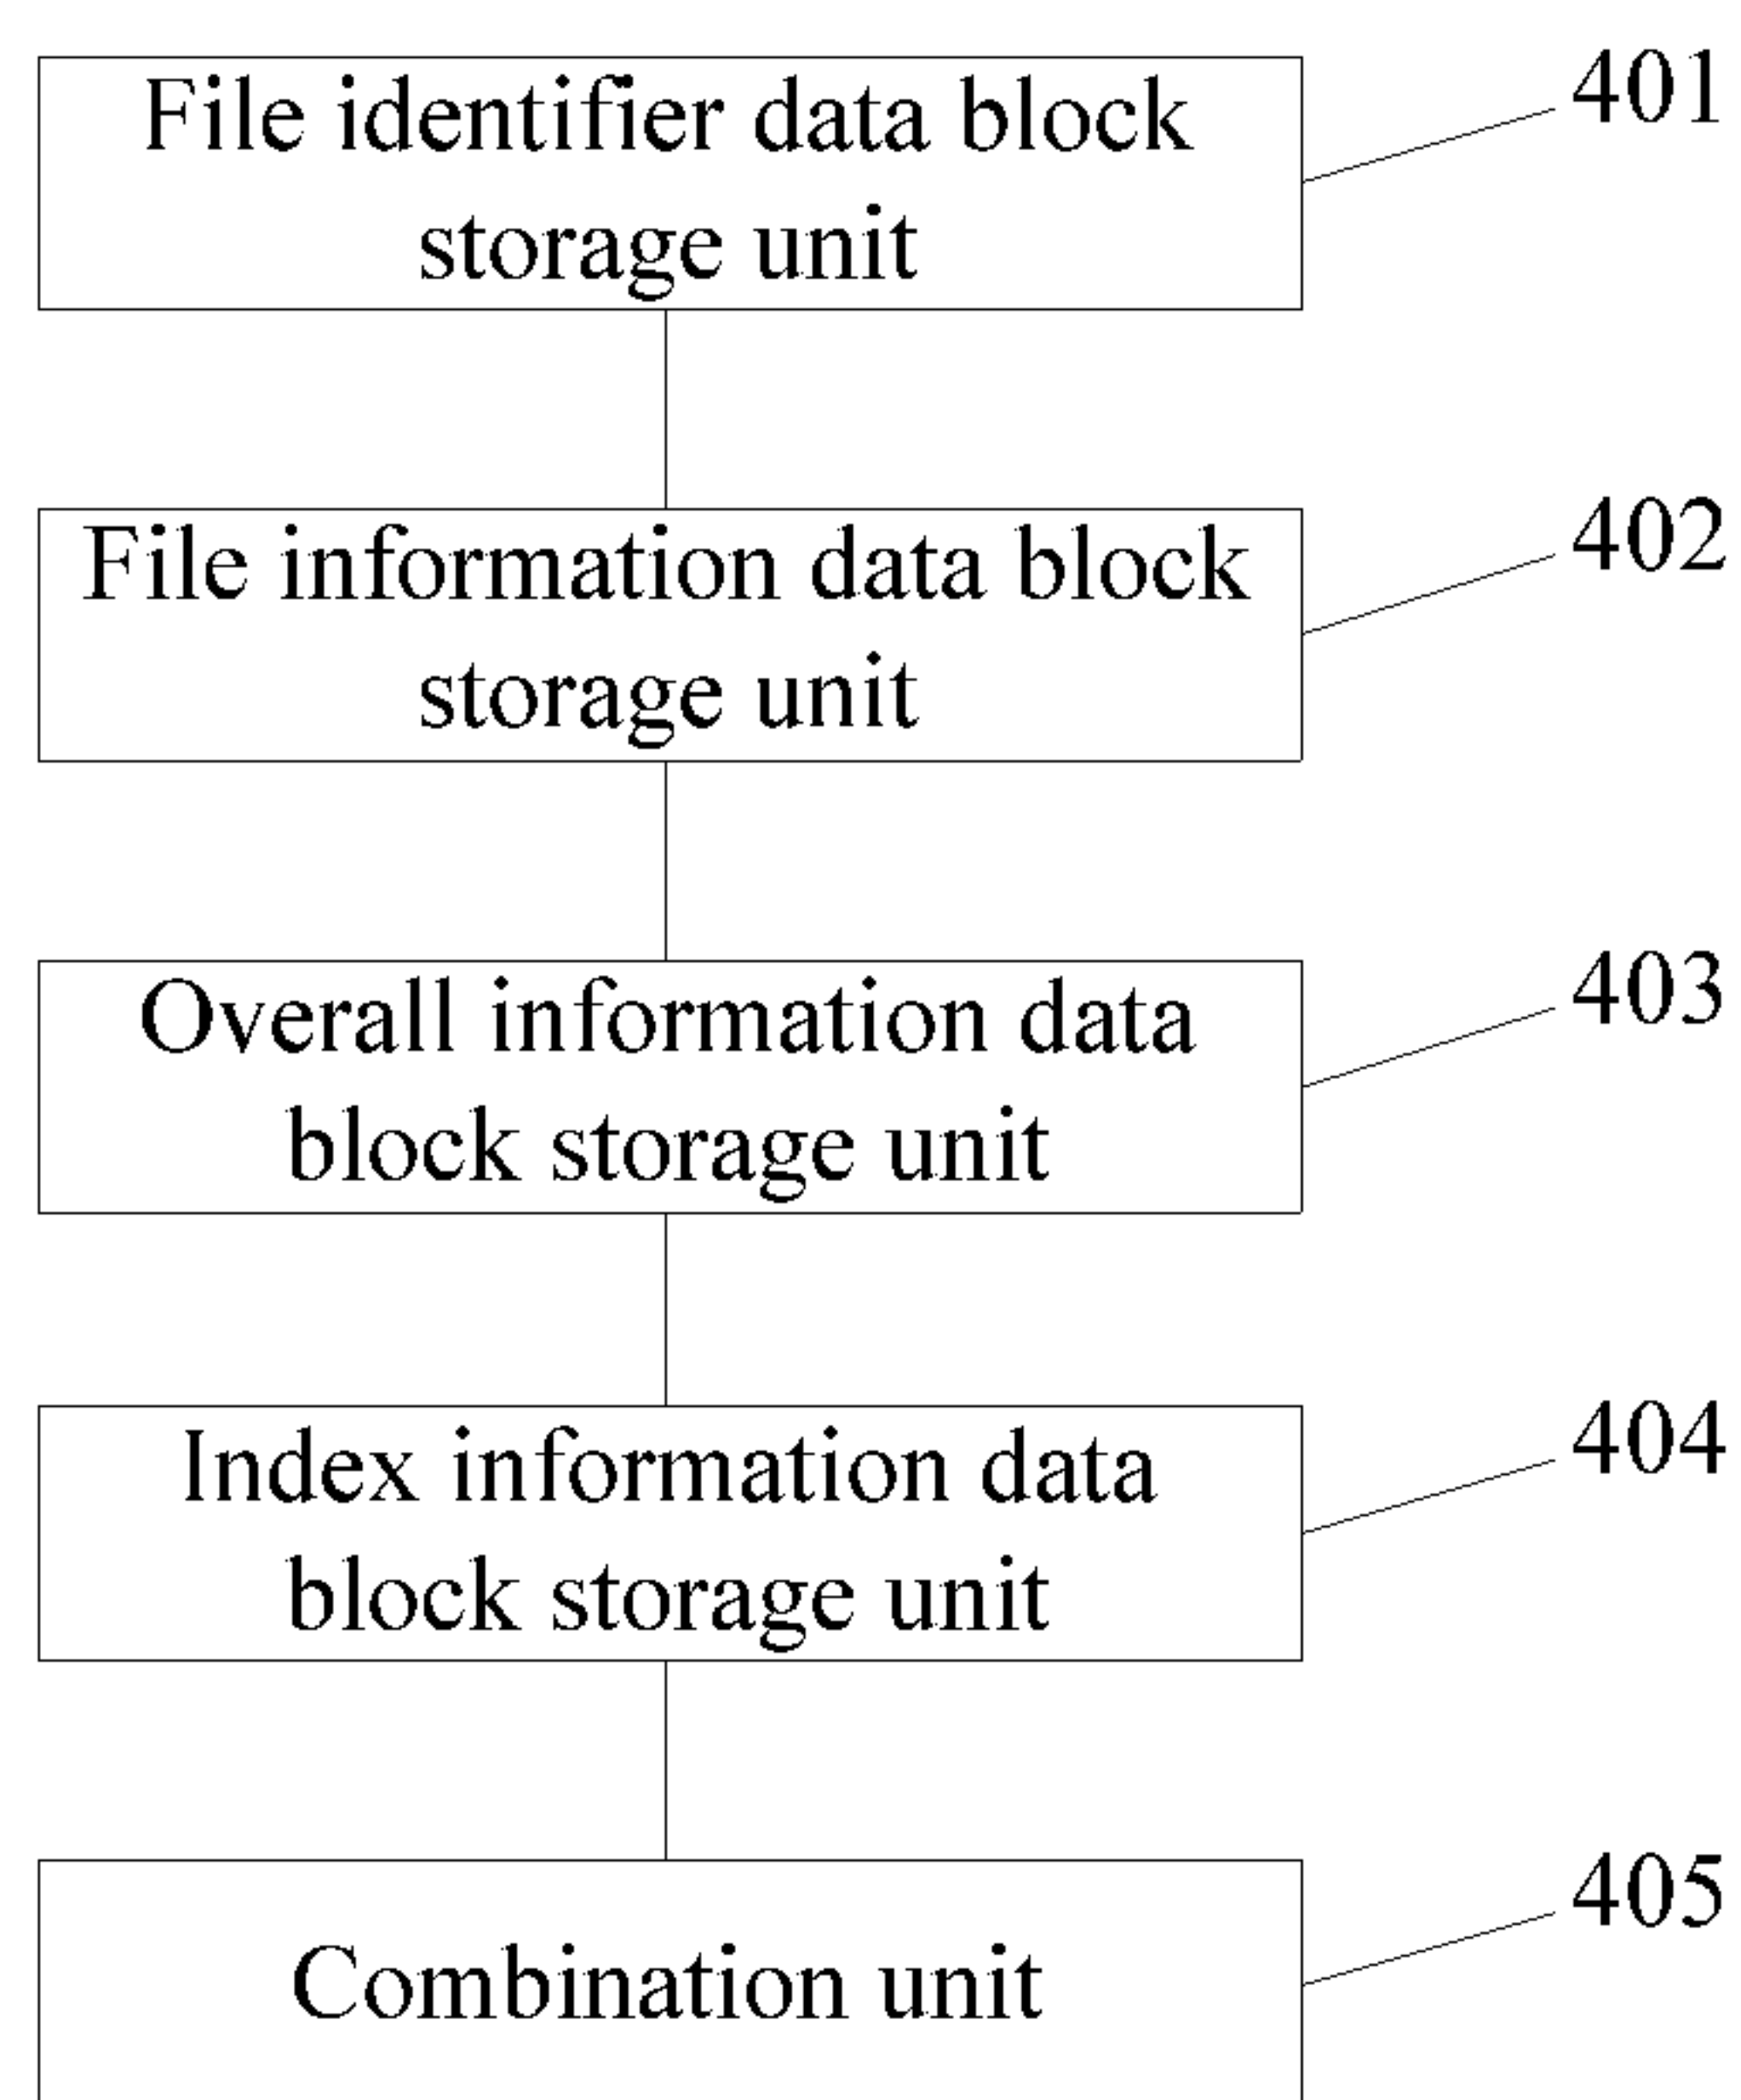 File identifier data block
storage unit
401
File information data block
storage unit
402
Overall information data
block storage unit
403
Index information data
block storage unit
404
Combination unit
405